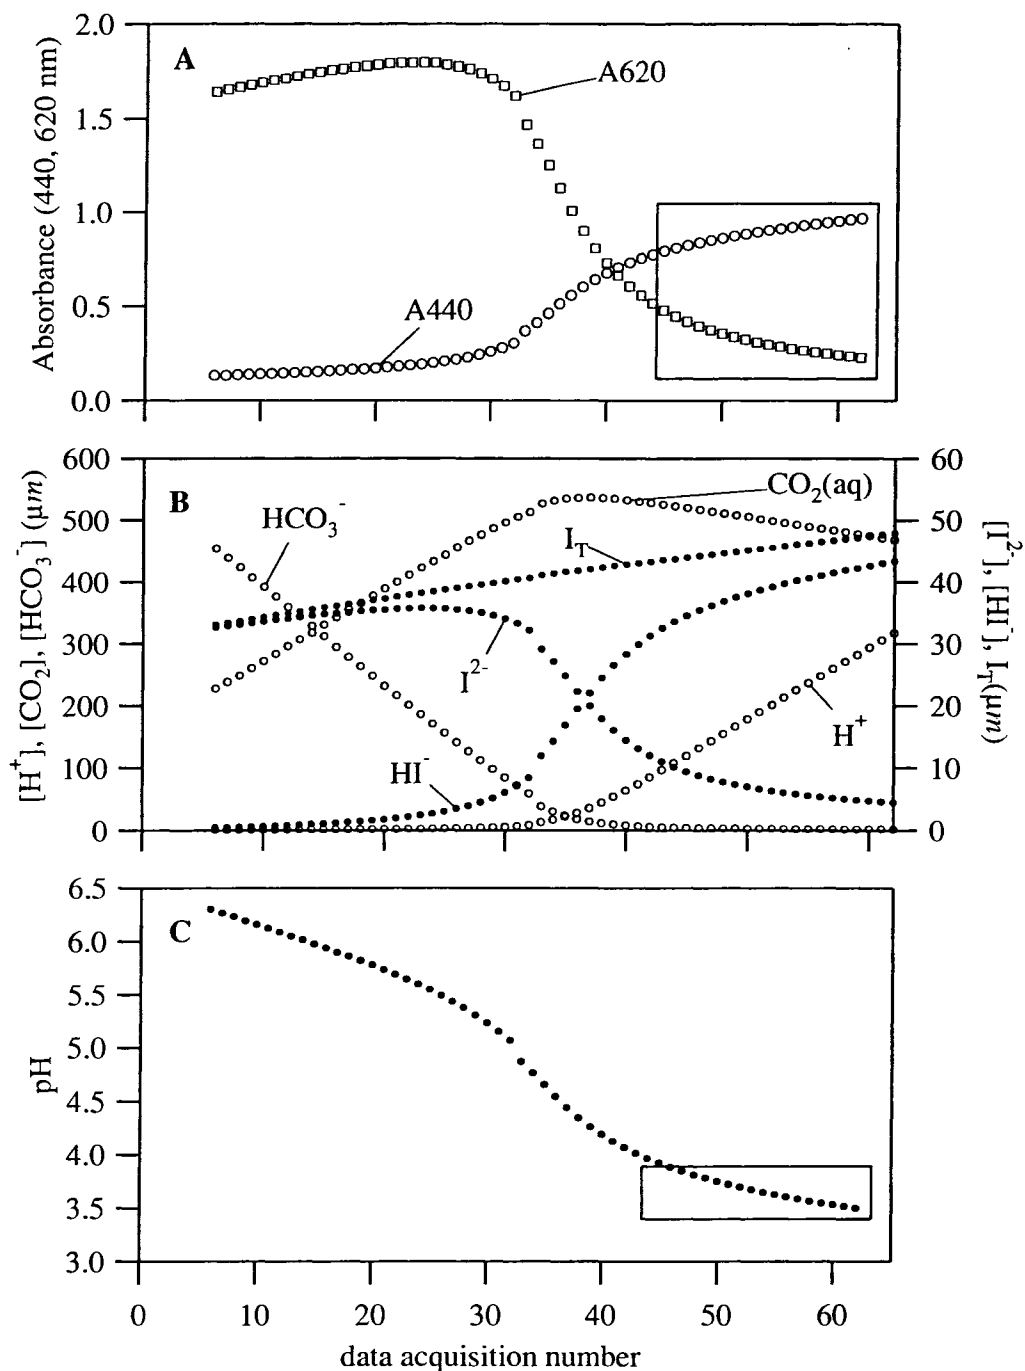 A
A620
A440
Absorbance (440, 620 nm)
2.0
1.5
1.0
0.5
0.0
B
HCO₃⁻
CO₂(aq)
I_T
I²⁻
HI⁻
H⁺
[H⁺], [CO₂], [HCO₃⁻] (μm)
600
500
400
300
200
100
0
60
50
40
30
20
10
0
[I²⁻], [HI⁻], I_T (μm)
C
pH
6.5
6.0
5.5
5.0
4.5
4.0
3.5
3.0
0 10 20 30 40 50 60
data acquisition number